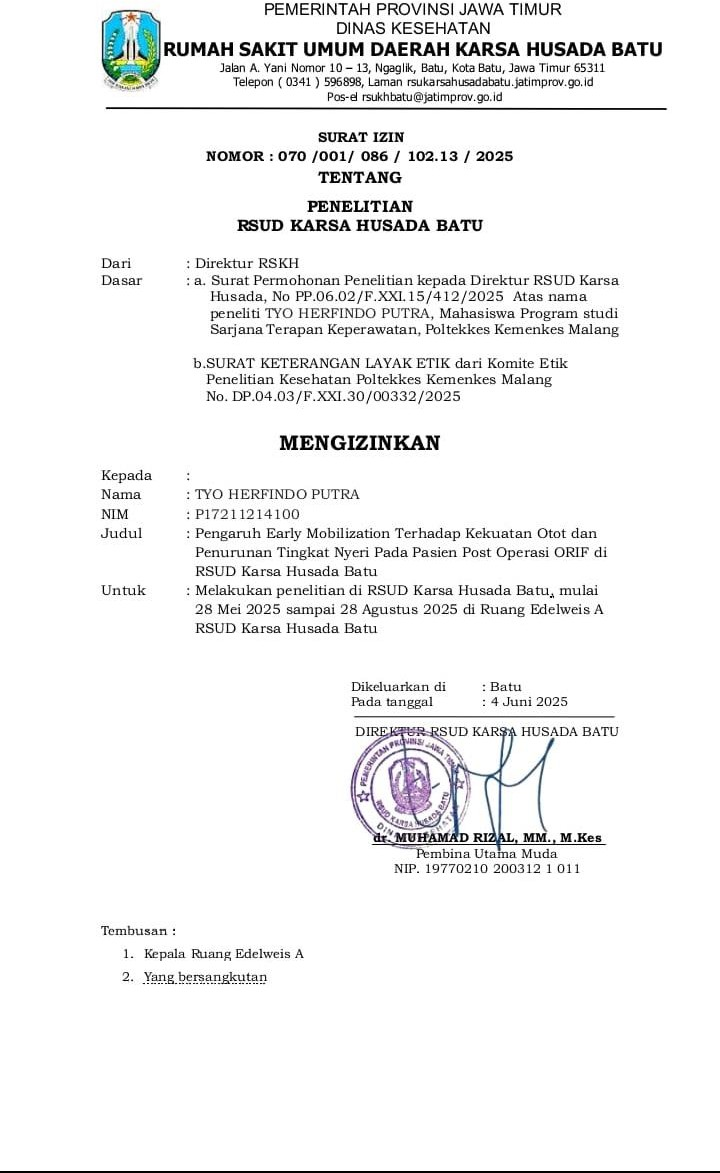 PEMERINTAH PROVINSI JAWA TIMUR
DINAS KESEHATAN
RUMAH SAKIT UMUM DAERAH KARSA HUSADA BATU
Jalan A. Yani Nomor 10 – 13, Ngaglik, Batu, Kota Batu, Jawa Timur 65311
Telepon ( 0341 ) 596898, Laman rsukarsahusadabatu.jatimprov.go.id
Pos-el rsukhbatu@jatimprov.go.id
SURAT IZIN
NOMOR : 070 /001/ 086 / 102.13 / 2025
TENTANG
PENELITIAN
RSUD KARSA HUSADA BATU
Dari : Direktur RSKH
Dasar : a. Surat Permohonan Penelitian kepada Direktur RSUD Karsa
Husada, No PP.06.02/F.XXI.15/412/2025 Atas nama
peneliti TYO HERFINDO PUTRA, Mahasiswa Program studi
Sarjana Terapan Keperawatan, Poltekkes Kemenkes Malang
b.SURAT KETERANGAN LAYAK ETIK dari Komite Etik
Penelitian Kesehatan Poltekkes Kemenkes Malang
No. DP.04.03/F.XXI.30/00332/2025
MENGIZINKAN
Kepada :
Nama : TYO HERFINDO PUTRA
NIM : P17211214100
Judul : Pengaruh Early Mobilization Terhadap Kekuatan Otot dan
Penurunan Tingkat Nyeri Pada Pasien Post Operasi ORIF di
RSUD Karsa Husada Batu
Untuk : Melakukan penelitian di RSUD Karsa Husada Batu, mulai
28 Mei 2025 sampai 28 Agustus 2025 di Ruang Edelweis A
RSUD Karsa Husada Batu
Dikeluarkan di : Batu
Pada tanggal : 4 Juni 2025
DIREKTUR RSUD KARSA HUSADA BATU
PEMERINTAH PROVINSI JAWA TIMUR
RSUD KARSA HUSADA BATU
DINAS KESEHATAN
dr. MUHAMAD RIZAL, MM., M.Kes
Pembina Utama Muda
NIP. 19770210 200312 1 011
Tembusan :
1. Kepala Ruang Edelweis A
2. Yang bersangkutan